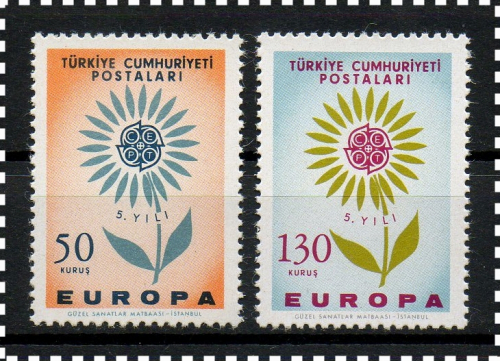 TÜRKİYE CUMHURİYETİ
POSTALARI
CEPT
5. YILI
50
KURUŞ
EUROPA
GÜZEL SANATLAR MATBAASI - İSTANBUL
TÜRKİYE CUMHURİYETİ
POSTALARI
CEPT
5. YILI
130
KURUŞ
EUROPA
GÜZEL SANATLAR MATBAASI - İSTANBUL